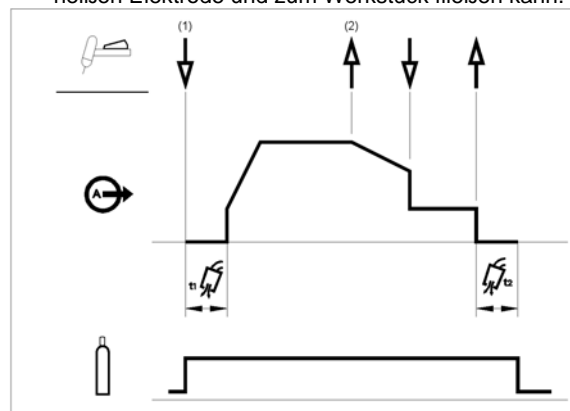 heißen Elektrode und zum Werkstück fließen kann.
(1) (2)
A
t1 t2